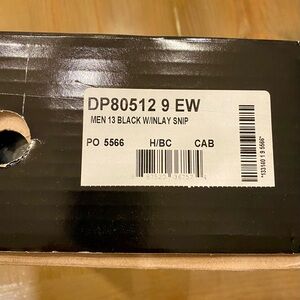 DP80512 9 EW
MEN 13 BLACK W/INLAY SNIP
PO 5566 H/BC CAB